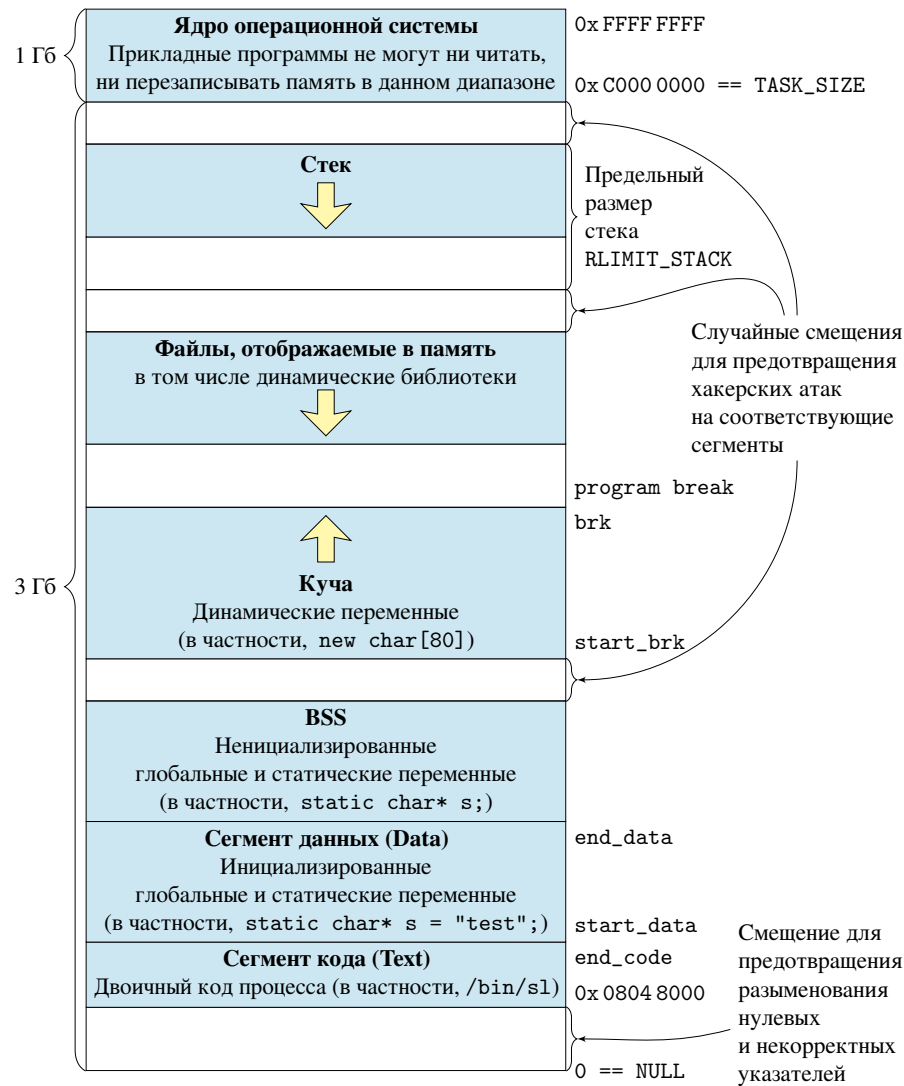 Ядро операционной системы
0x FFFF FFFF
1 Гб
Прикладные программы не могут ни читать,
ни перезаписывать память в данном диапазоне
0x C000 0000 == TASK_SIZE
Стек
Предельный
размер
стека
RLIMIT_STACK
Случайные смещения
для предотвращения
хакерских атак
на соответствующие
сегменты
Файлы, отображаемые в память
в том числе динамические библиотеки
program break
brk
3 Гб
Куча
Динамические переменные
(в частности, new char[80])
start_brk
BSS
Неинициализированные
глобальные и статические переменные
(в частности, static char* s;)
Сегмент данных (Data)
end_data
Инициализированные
глобальные и статические переменные
(в частности, static char* s = "test";)
start_data
Сегмент кода (Text)
end_code
Двоичный код процесса (в частности, /bin/sl)
0x 0804 8000
Смещение для
предотвращения
разыменования
нулевых
и некорректных
указателей
0 == NULL